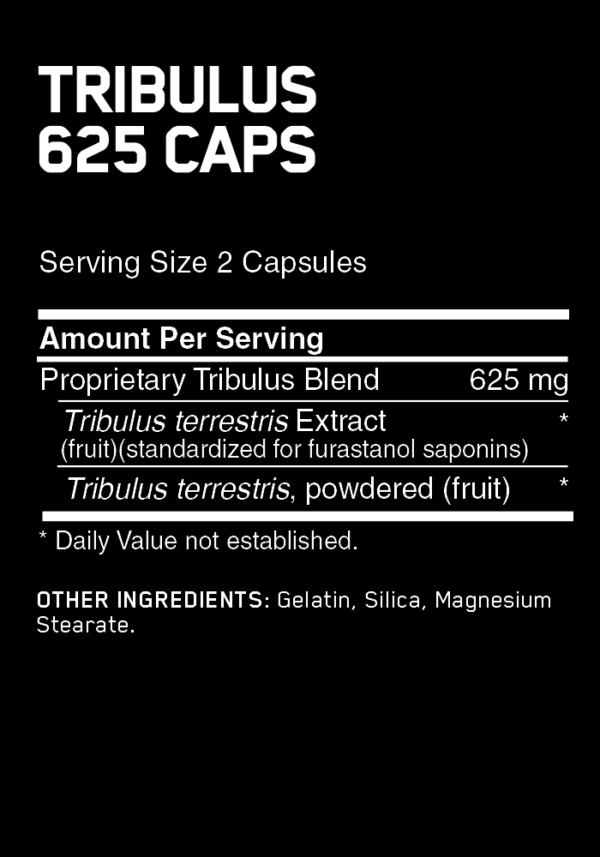 TRIBULUS
625 CAPS
Serving Size 2 Capsules
Amount Per Serving
Proprietary Tribulus Blend 625 mg
Tribulus terrestris Extract *
(fruit)(standardized for furastanol saponins)
Tribulus terrestris, powdered (fruit) *
* Daily Value not established.
OTHER INGREDIENTS: Gelatin, Silica, Magnesium
Stearate.